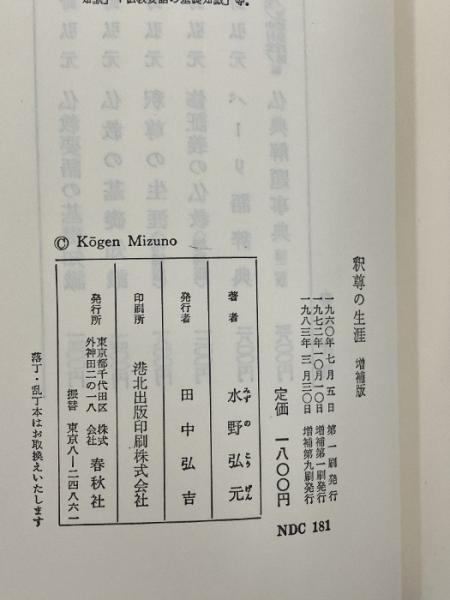 釈尊の生涯 増補版
一九六〇年七月五日 第一刷発行
一九七二年一〇月一〇日 増補第一刷発行
一九八三年三月三〇日 増補第九刷発行
定価 一八〇〇円
NDC 181
© Kōgen Mizuno
著者 水野弘元
みずのこうげん
発行者 田中弘吉
印刷所 港北出版印刷株式会社
発行所 東京都千代田区外神田二の一八 株式会社 春秋社
振替 東京八―二四八六一
落丁・乱丁本はお取換えいたします